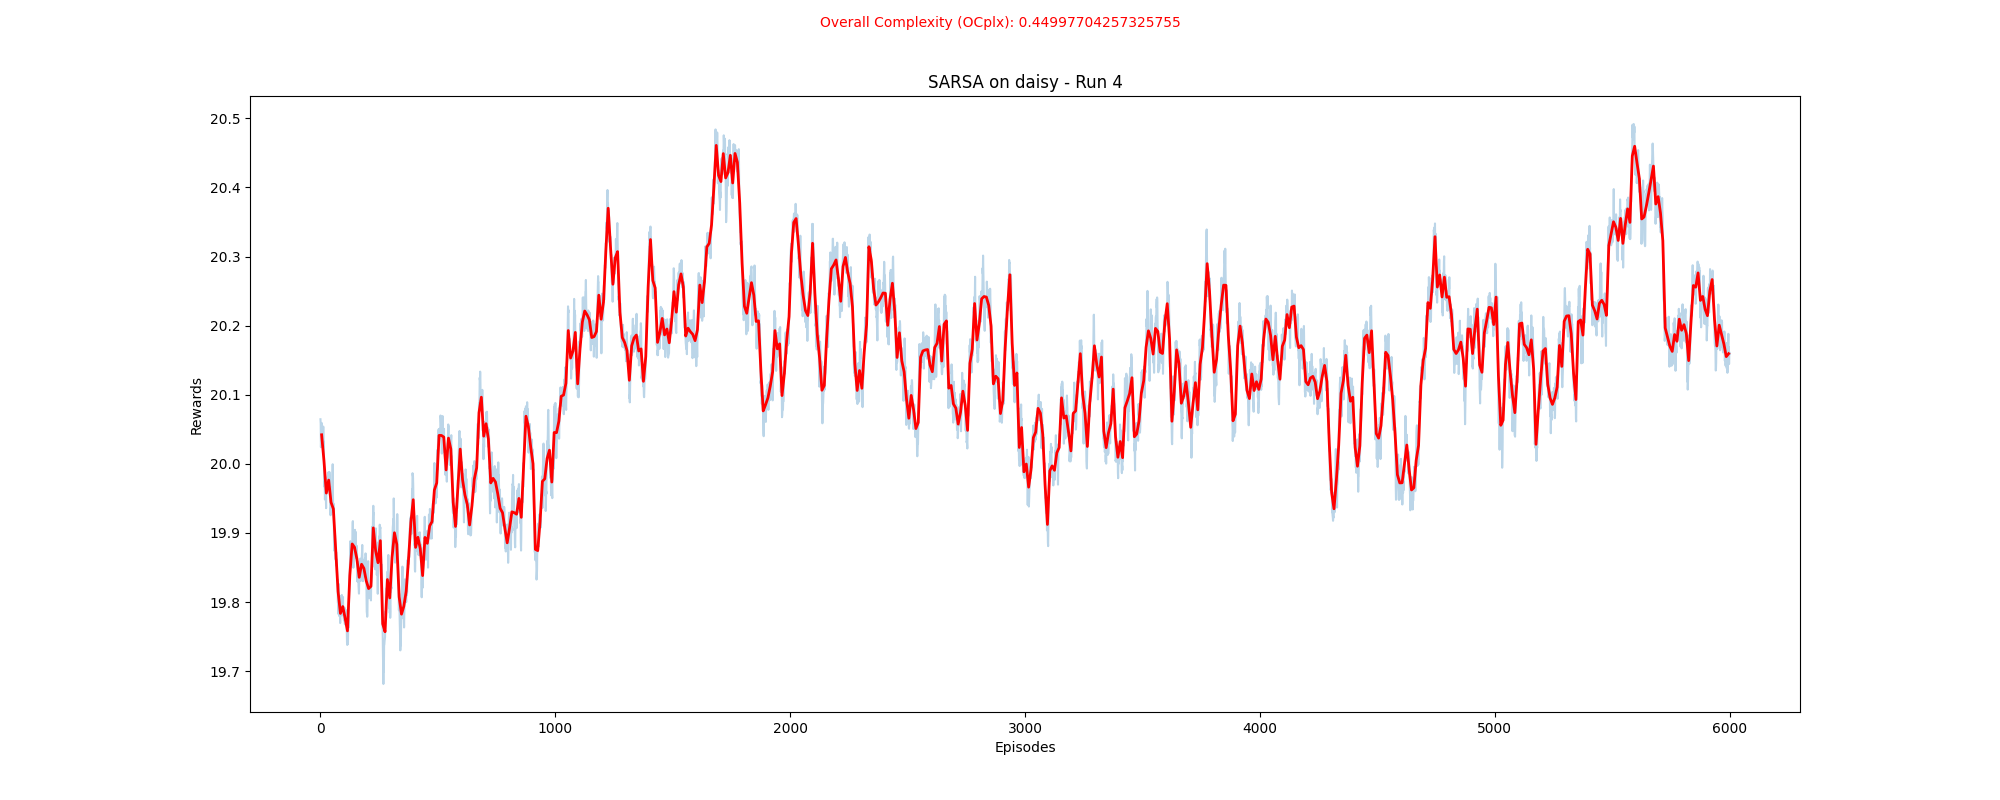 Overall Complexity (OCplx): 0.44997704257325755
SARSA on daisy - Run 4
20.5
20.4
20.3
20.2
20.1
20.0
19.9
19.8
19.7
Rewards
0 1000 2000 3000 4000 5000 6000
Episodes